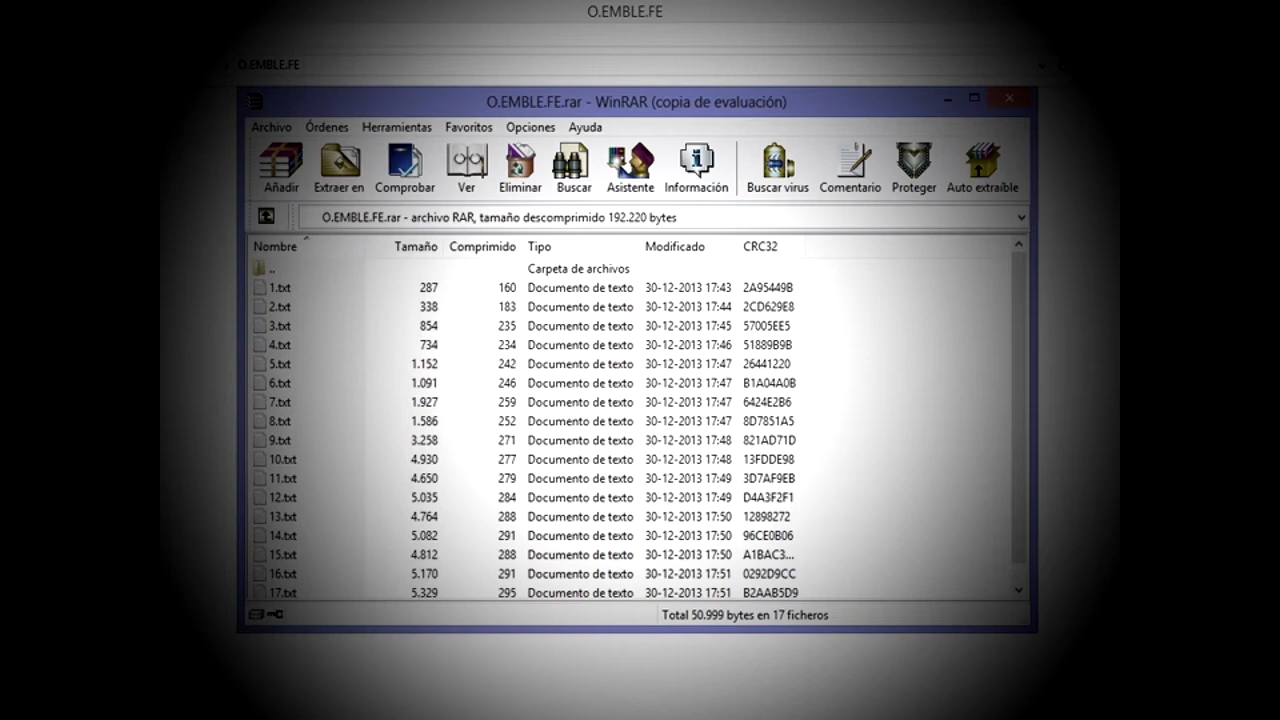 O.EMBLE.FE
O.EMBLE.FE
O.EMBLE.FE.rar - WinRAR (copia de evaluación)
Archivo Órdenes Herramientas Favoritos Opciones Ayuda
Añadir Extraer en Comprobar Ver Eliminar Buscar Asistente Información Buscar virus Comentario Proteger Auto extraíble
O.EMBLE.FE.rar - archivo RAR, tamaño descomprimido 192.220 bytes
Nombre Tamaño Comprimido Tipo Modificado CRC32
.. Carpeta de archivos
1.txt 287 160 Documento de texto 30-12-2013 17:43 2A95449B
2.txt 338 183 Documento de texto 30-12-2013 17:44 2CD629E8
3.txt 854 235 Documento de texto 30-12-2013 17:45 57005EE5
4.txt 734 234 Documento de texto 30-12-2013 17:46 51889B9B
5.txt 1.152 242 Documento de texto 30-12-2013 17:47 26441220
6.txt 1.091 246 Documento de texto 30-12-2013 17:47 B1A04A0B
7.txt 1.927 259 Documento de texto 30-12-2013 17:47 6424E2B6
8.txt 1.586 252 Documento de texto 30-12-2013 17:47 8D7851A5
9.txt 3.258 271 Documento de texto 30-12-2013 17:48 821AD71D
10.txt 4.930 277 Documento de texto 30-12-2013 17:48 13FDDE98
11.txt 4.650 279 Documento de texto 30-12-2013 17:49 3D7AF9EB
12.txt 5.035 284 Documento de texto 30-12-2013 17:49 D4A3F2F1
13.txt 4.764 288 Documento de texto 30-12-2013 17:50 12898272
14.txt 5.082 291 Documento de texto 30-12-2013 17:50 96CE0B06
15.txt 4.812 288 Documento de texto 30-12-2013 17:50 A1BAC3...
16.txt 5.170 291 Documento de texto 30-12-2013 17:51 0292D9CC
17.txt 5.329 295 Documento de texto 30-12-2013 17:51 B2AAB5D9
Total 50.999 bytes en 17 ficheros